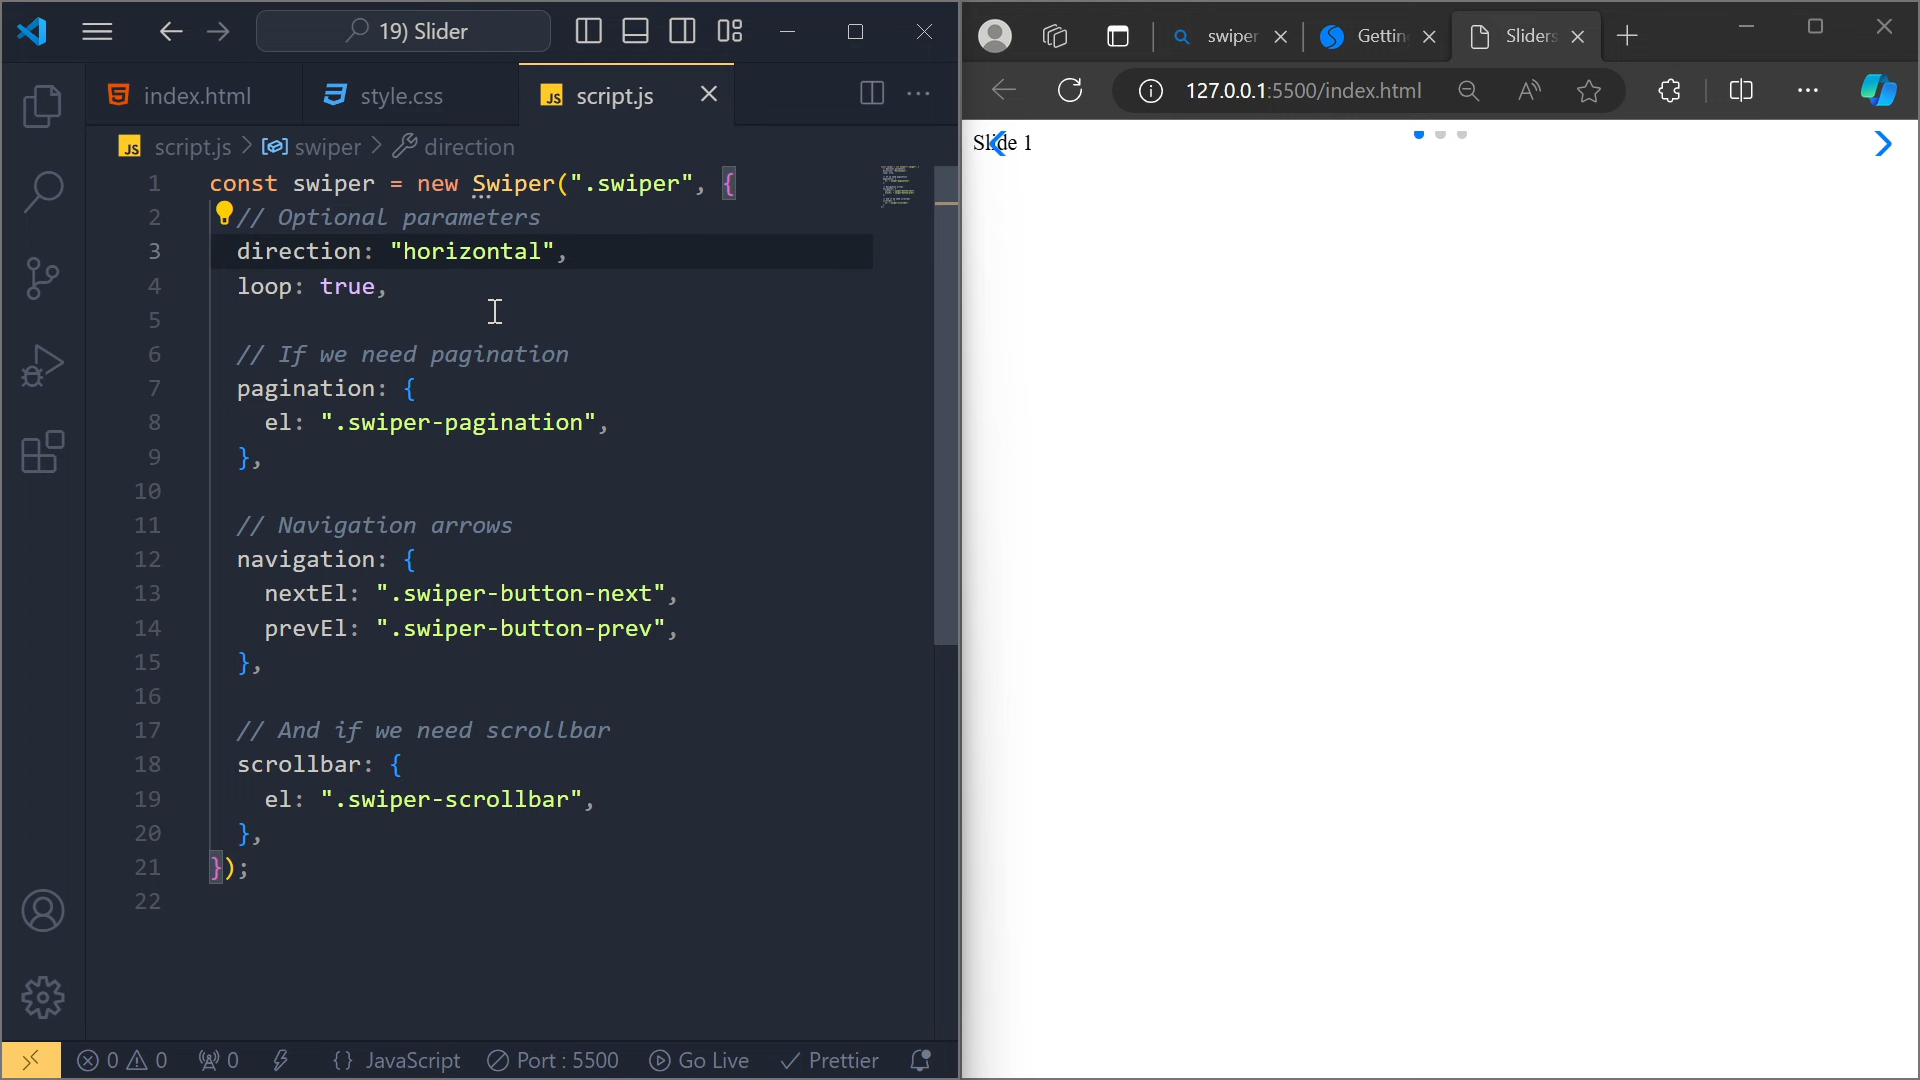 19) Slider
index.html
style.css
JS script.js
JS script.js > swiper > direction
1 const swiper = new Swiper(".swiper", {
2 // Optional parameters
3 direction: "horizontal",
4 loop: true,
5
6 // If we need pagination
7 pagination: {
8 el: ".swiper-pagination",
9 },
10
11 // Navigation arrows
12 navigation: {
13 nextEl: ".swiper-button-next",
14 prevEl: ".swiper-button-prev",
15 },
16
17 // And if we need scrollbar
18 scrollbar: {
19 el: ".swiper-scrollbar",
20 },
21 });
22
0 0 0 {} JavaScript Port : 5500 Go Live Prettier
swiper
Gettin
Sliders
127.0.0.1:5500/index.html
Slide 1